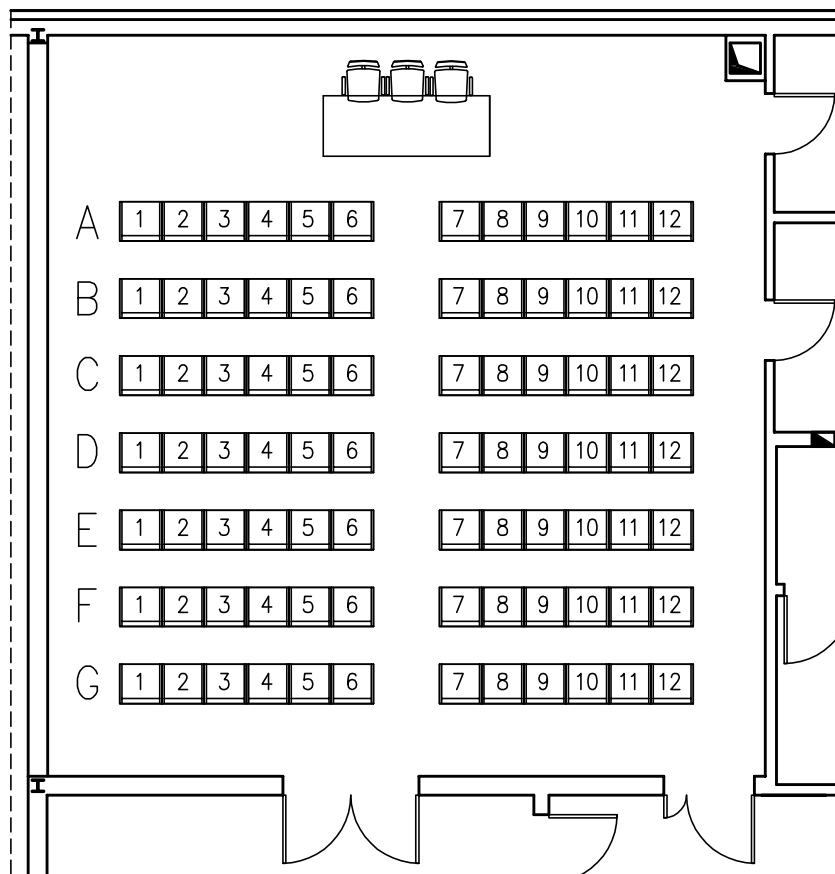 A 1 2 3 4 5 6 7 8 9 10 11 12
B 1 2 3 4 5 6 7 8 9 10 11 12
C 1 2 3 4 5 6 7 8 9 10 11 12
D 1 2 3 4 5 6 7 8 9 10 11 12
E 1 2 3 4 5 6 7 8 9 10 11 12
F 1 2 3 4 5 6 7 8 9 10 11 12
G 1 2 3 4 5 6 7 8 9 10 11 12